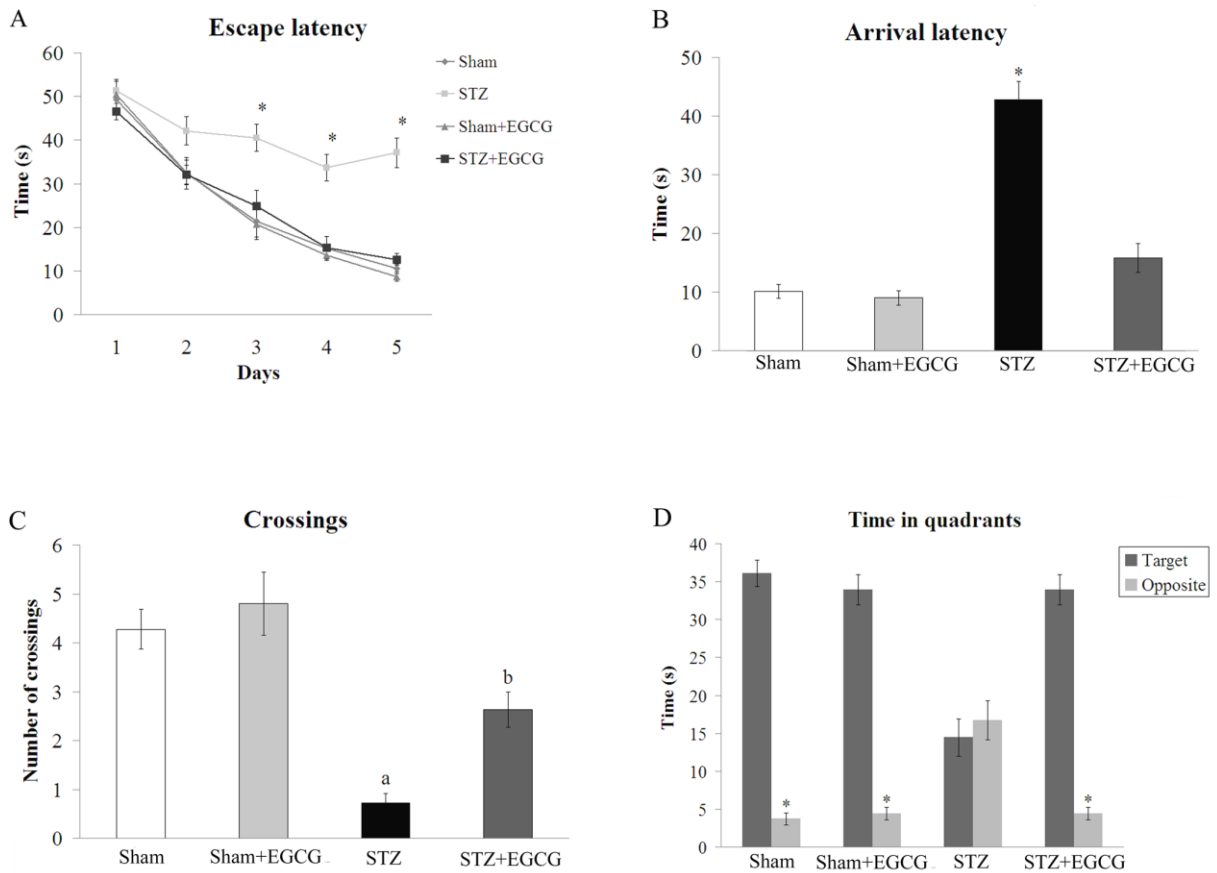 A
Escape latency
60
50
40
30
20
10
0
Time (s)
* * *
1 2 3 4 5
Days
Sham
STZ
Sham+EGCG
STZ+EGCG
B
Arrival latency
50
40
30
20
10
0
Time (s)
*
Sham Sham+EGCG STZ STZ+EGCG
C
Crossings
6
5
4
3
2
1
0
Number of crossings
a b
Sham Sham+EGCG STZ STZ+EGCG
D
Time in quadrants
40
35
30
25
20
15
10
5
0
Time (s)
* * *
Sham Sham+EGCG STZ STZ+EGCG
Target
Opposite